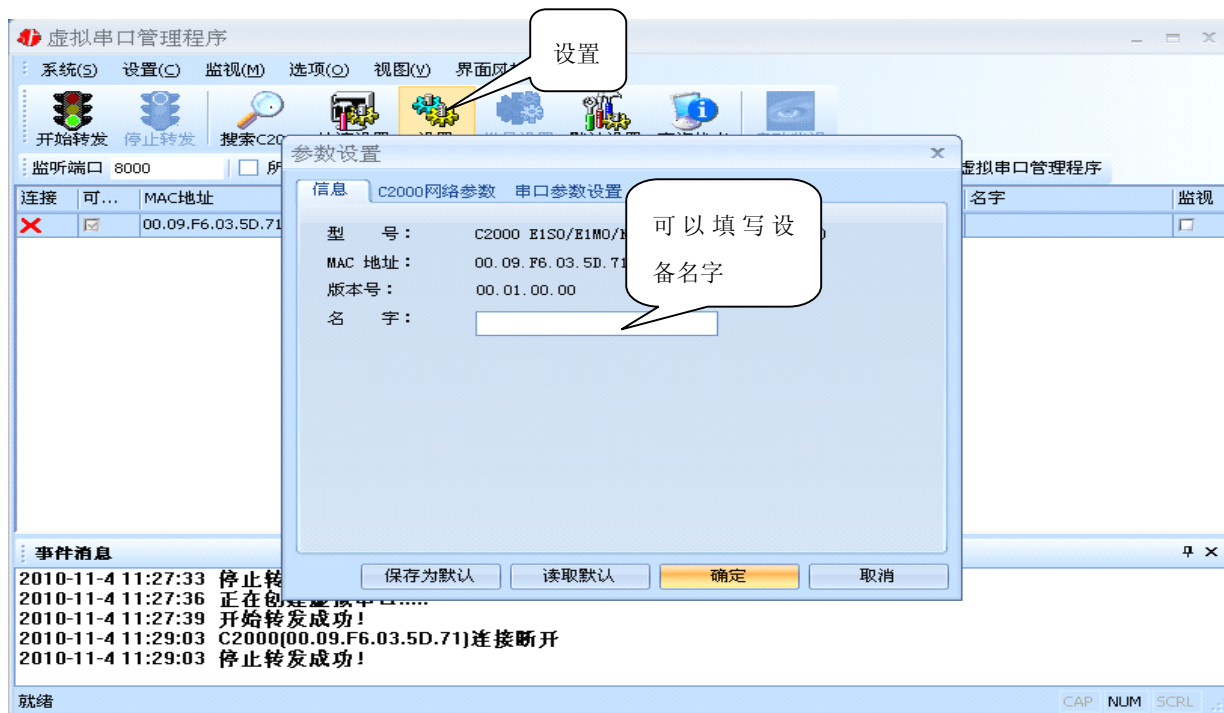 虚拟串口管理程序
设置
系统(S) 设置(C) 监视(M) 选项(O) 视图(V) 界面风
开始转发 停止转发 搜索C20
参数设置
监听端口 8000 所 虚拟串口管理程序
信息 C2000网络参数 串口参数设置
连接 可... MAC地址 名字 监视
00.09.F6.03.5D.71
可以填写设
备名字
型 号： C2000 E1SO/E1MO/
MAC 地址： 00.09.F6.03.5D.71
版本号： 00.01.00.00
名 字：
保存为默认 读取默认 确定 取消
事件消息
2010-11-4 11:27:33 停止转
2010-11-4 11:27:36 正在创建虚拟串口.....
2010-11-4 11:27:39 开始转发成功!
2010-11-4 11:29:03 C2000(00.09.F6.03.5D.71)连接断开
2010-11-4 11:29:03 停止转发成功!
就绪 CAP NUM SCRL